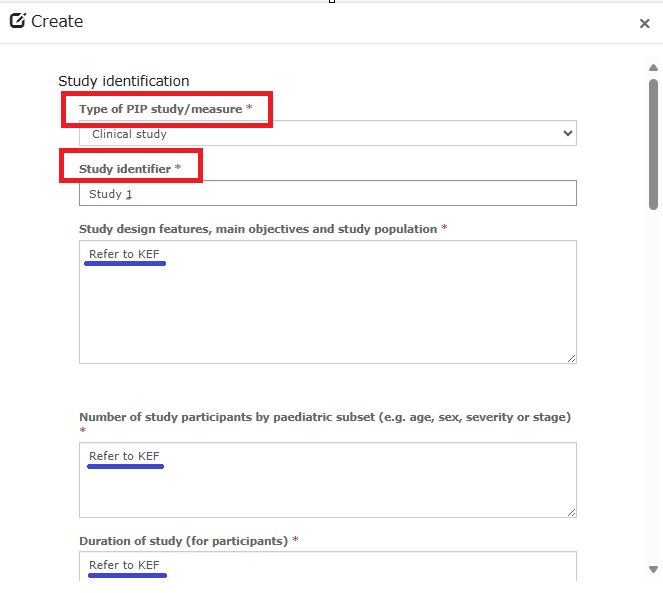 Create
Study identification
Type of PIP study/measure *
Clinical study
Study identifier *
Study 1
Study design features, main objectives and study population *
Refer to KEF
Number of study participants by paediatric subset (e.g. age, sex, severity or stage)
*
Refer to KEF
Duration of study (for participants) *
Refer to KEF